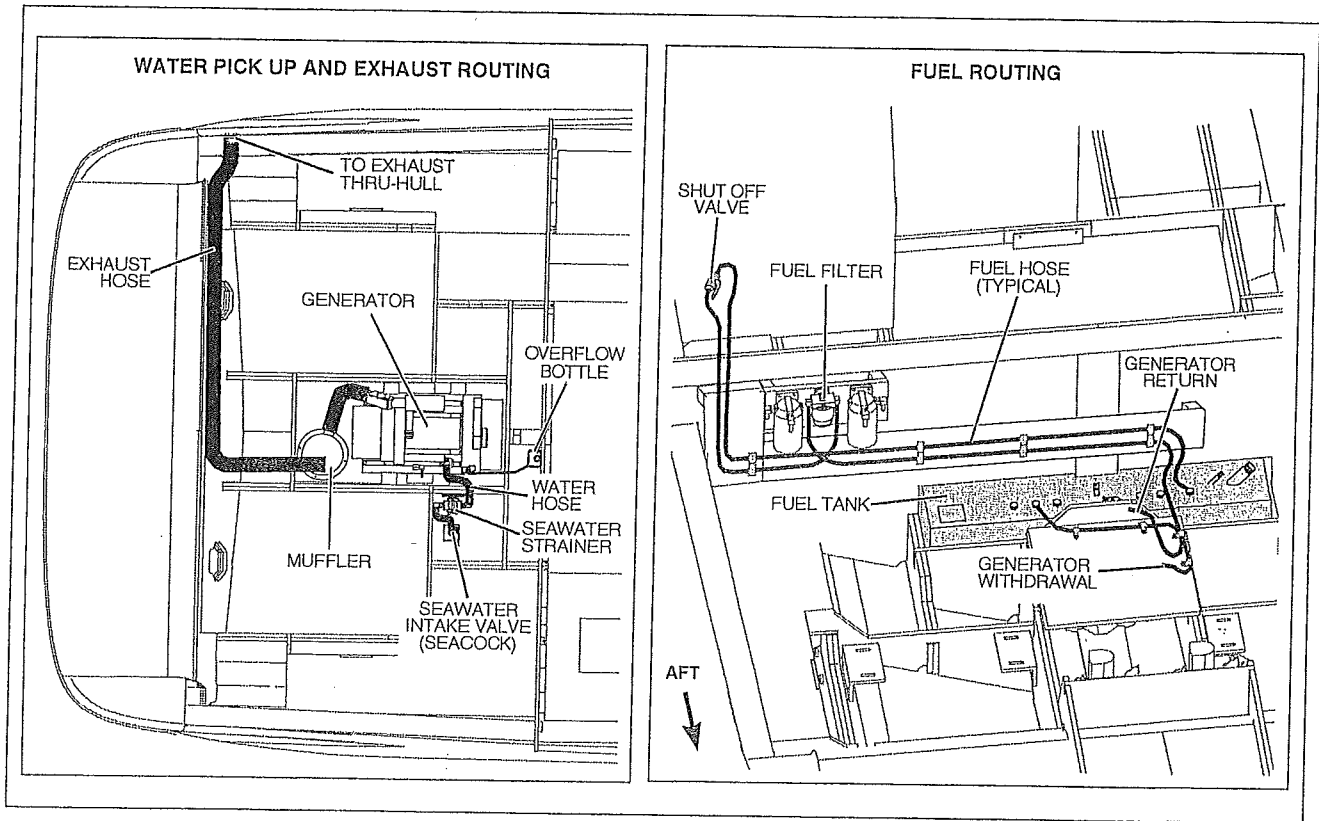 WATER PICK UP AND EXHAUST ROUTING
TO EXHAUST
THRU-HULL
EXHAUST
HOSE
GENERATOR
OVERFLOW
BOTTLE
WATER
HOSE
SEAWATER
STRAINER
MUFFLER
SEAWATER
INTAKE VALVE
(SEACOCK)
FUEL ROUTING
SHUT OFF
VALVE
FUEL FILTER
FUEL HOSE
(TYPICAL)
GENERATOR
RETURN
FUEL TANK
GENERATOR
WITHDRAWAL
AFT